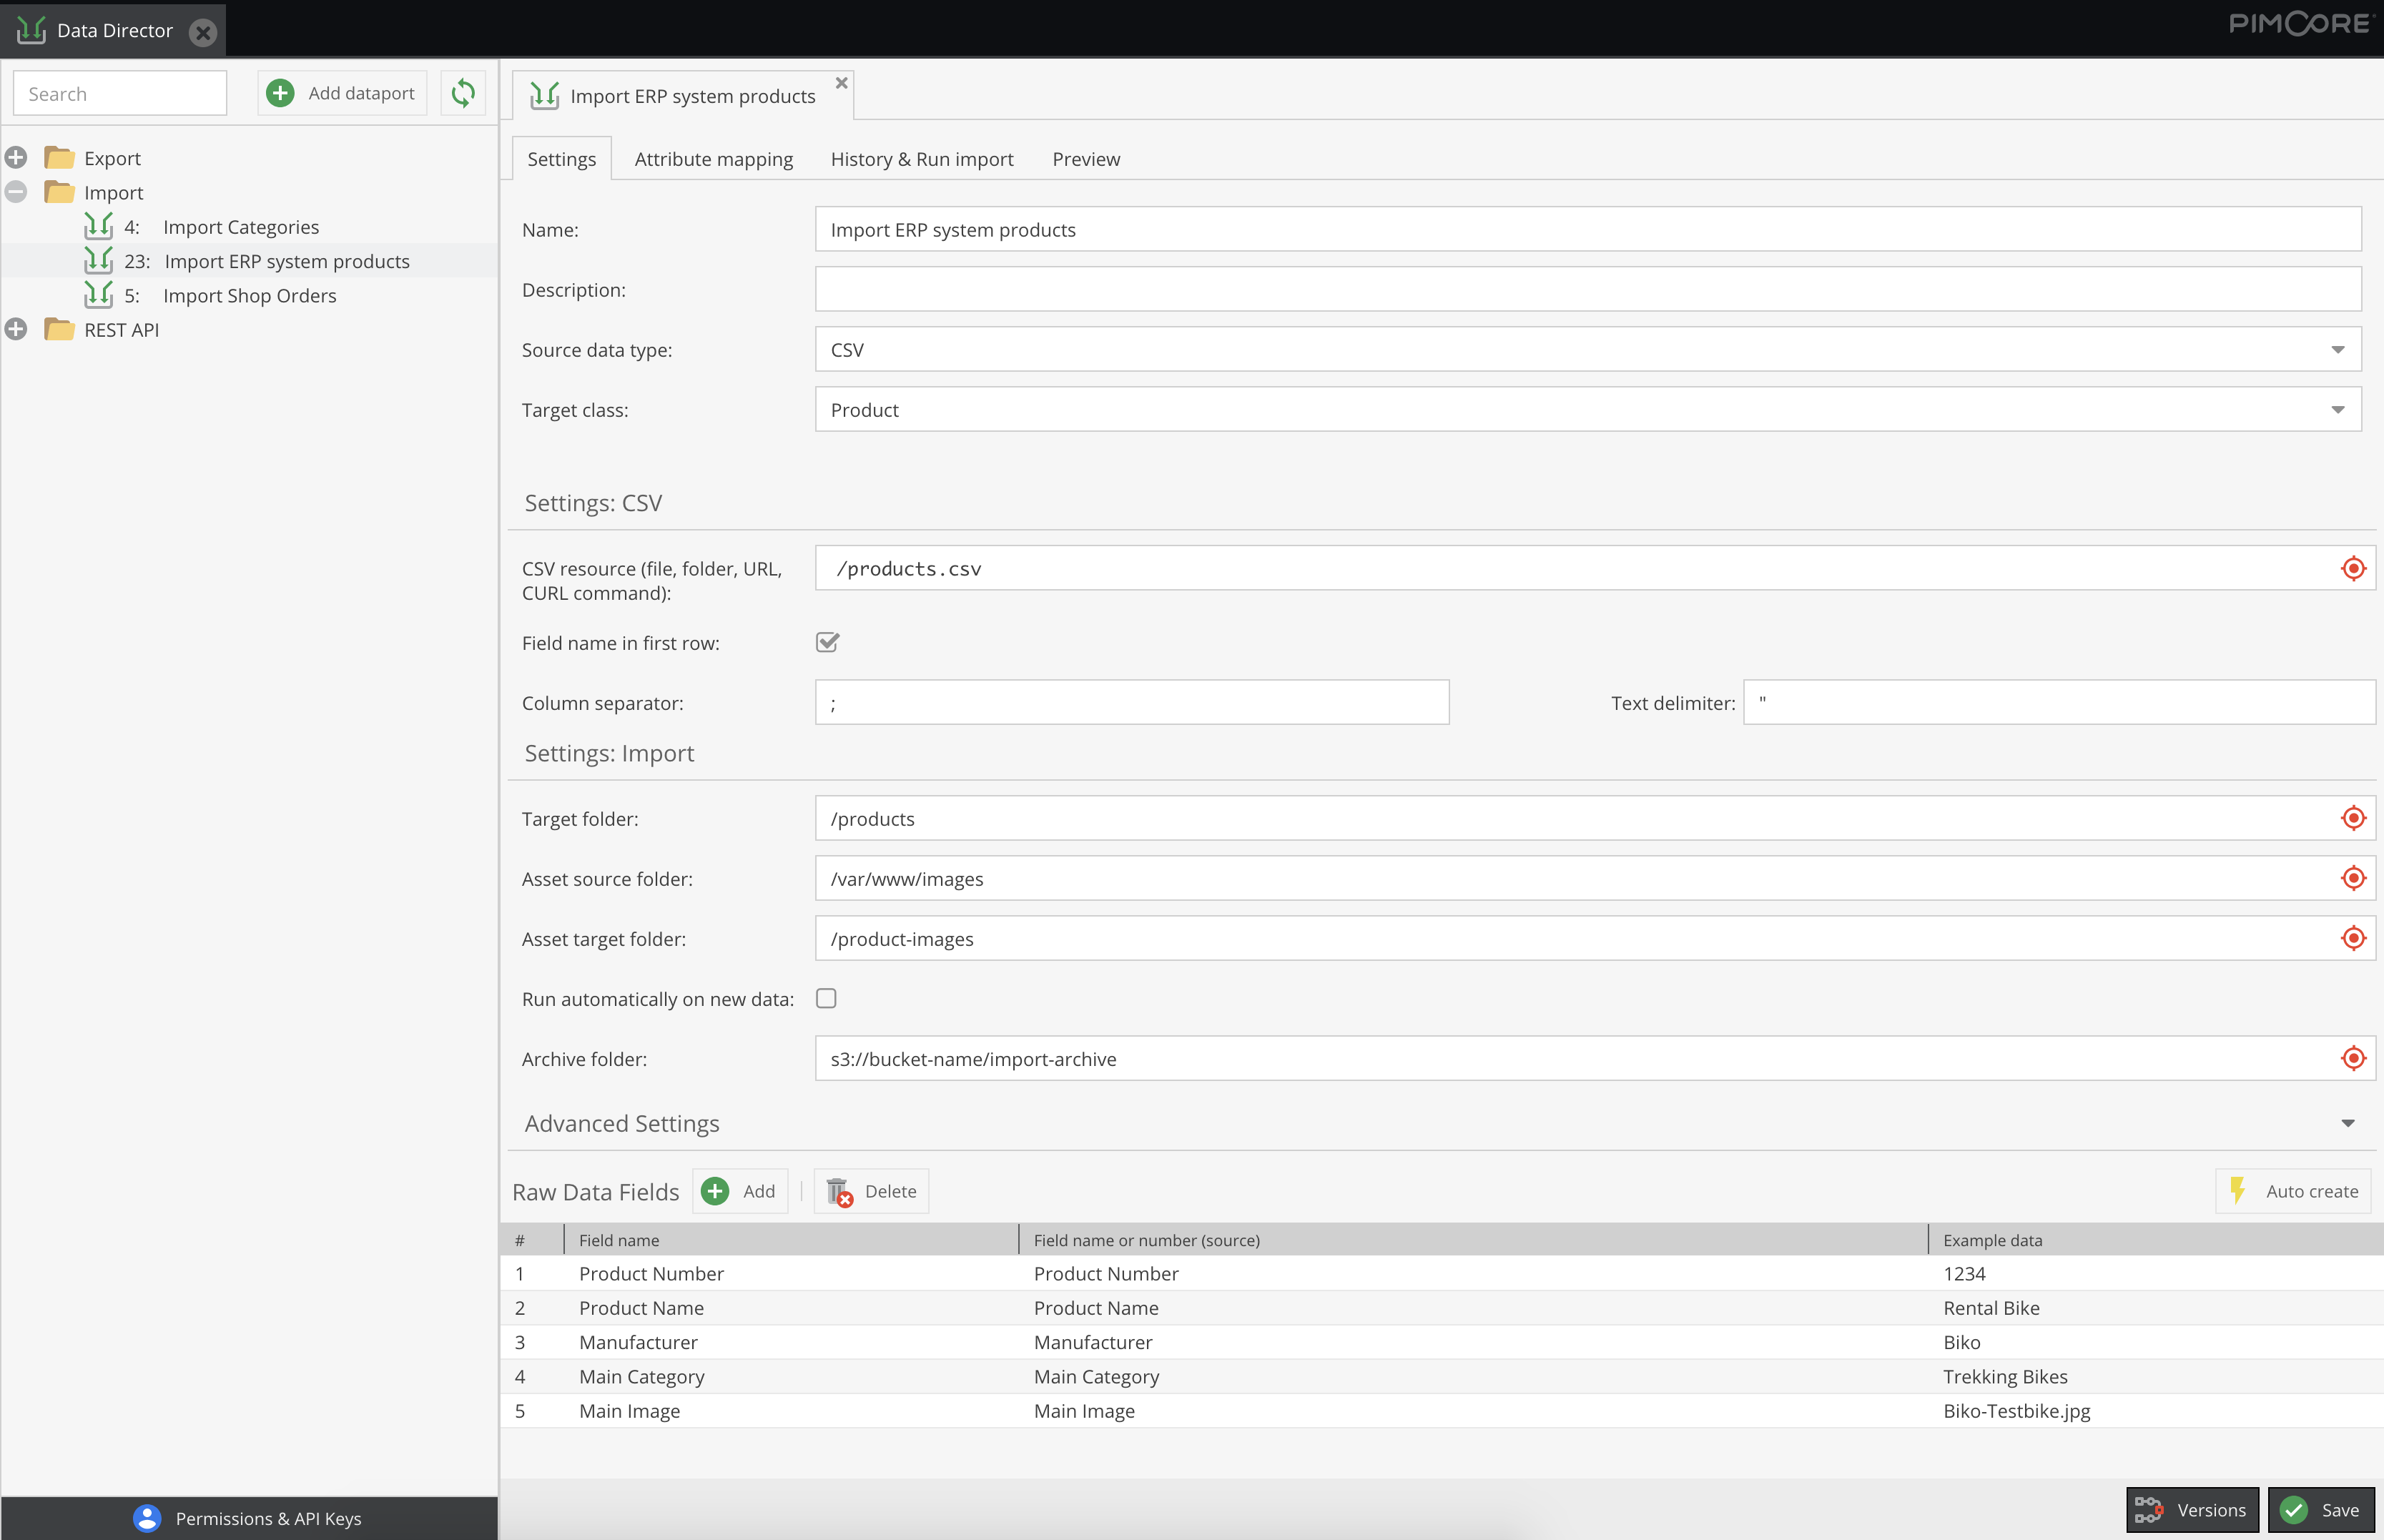 Data Director
PIMCORE
Search
Add dataport
Export
Import
4: Import Categories
23: Import ERP system products
5: Import Shop Orders
REST API
Permissions & API Keys
Import ERP system products
Settings Attribute mapping History & Run import Preview
Name: Import ERP system products
Description:
Source data type: CSV
Target class: Product
Settings: CSV
CSV resource (file, folder, URL,
CURL command): /products.csv
Field name in first row:
Column separator: ; Text delimiter: "
Settings: Import
Target folder: /products
Asset source folder: /var/www/images
Asset target folder: /product-images
Run automatically on new data:
Archive folder: s3://bucket-name/import-archive
Advanced Settings
Raw Data Fields Add Delete Auto create
# Field name Field name or number (source) Example data
1 Product Number Product Number 1234
2 Product Name Product Name Rental Bike
3 Manufacturer Manufacturer Biko
4 Main Category Main Category Trekking Bikes
5 Main Image Main Image Biko-Testbike.jpg
Versions Save